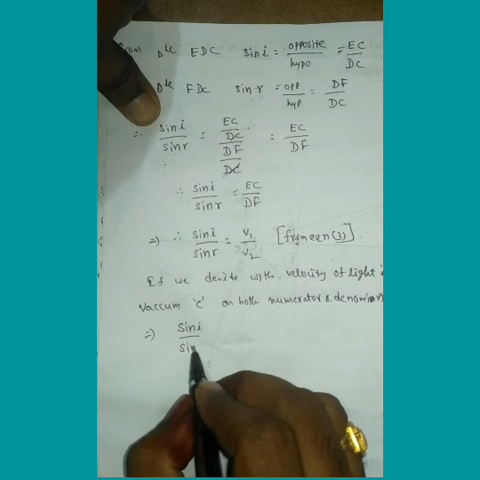 Δle EDC sin i = opposite/hypo = EC/DC
Δle FDC sin r = opp/hyp = DF/DC
∴ sin i/sin r = EC/DC / DF/DC = EC/DF
∴ sin i/sin r = EC/DF
⇒ ∴ sin i/sin r = V1/V2 [from eqn (3)]
If we devite with velocity of light i
vaccum 'c' on both numerator & denomin
⇒ sin i/sin